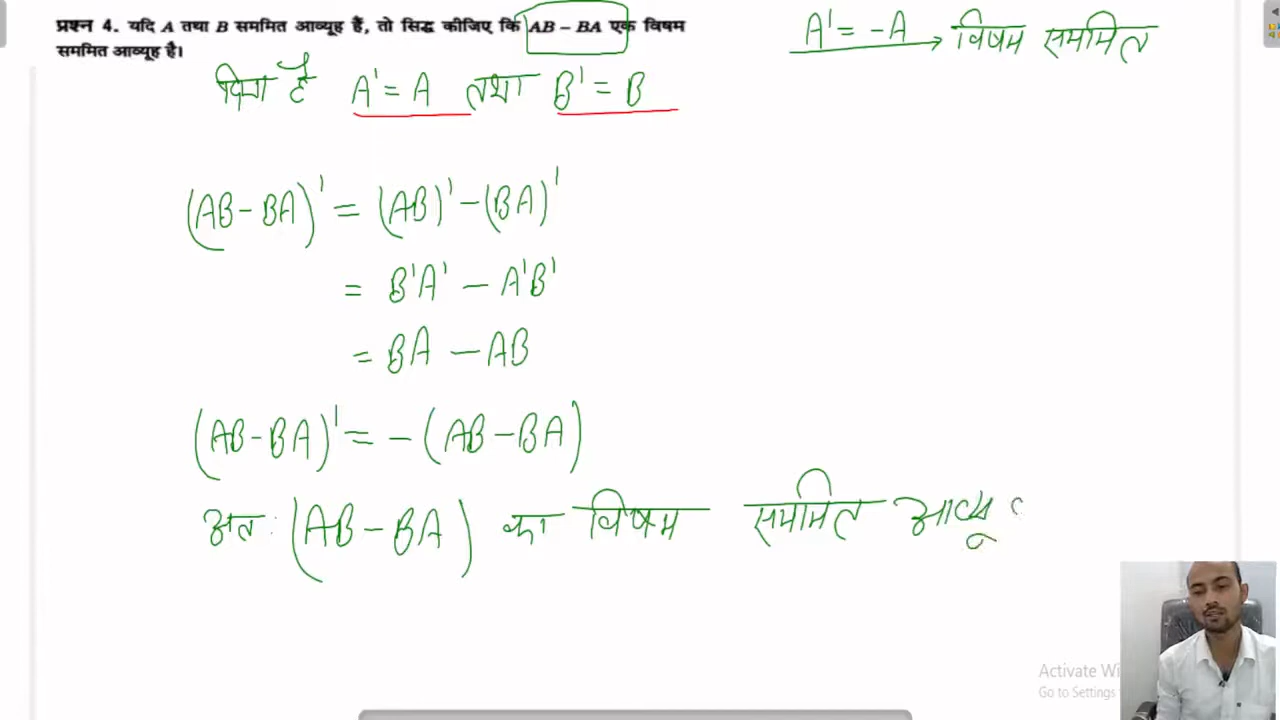 प्रश्न 4. यदि A तथा B सममित आव्यूह हैं, तो सिद्ध कीजिए कि AB – BA एक विषम
सममित आव्यूह है।
A' = -A → विषम सममित
दिया है A' = A तथा B' = B
(AB - BA)' = (AB)' - (BA)'
= B'A' - A'B'
= BA - AB
(AB - BA)' = - (AB - BA)
अतः (AB - BA) का विषम सममित आव्यू
Activate Wi
Go to Settings